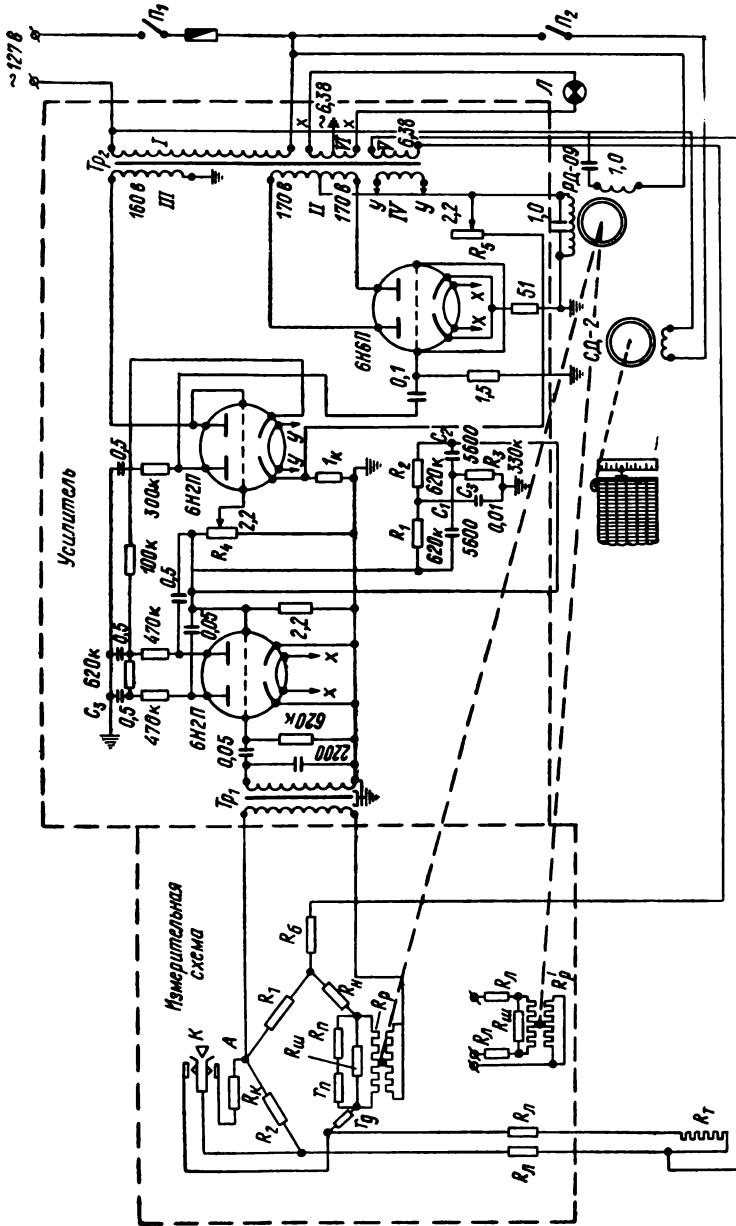 ~127 В
П₁
П₂
Усилитель
Тр₂
I
160 в
III
170 в
II
170 в
IV
У
У
X
~6,3В
X
VI
V
6,3В
Л
РД-09
1,0
1,0
2,2
R₅
6Н6П
X
X
51
0,1
1,5
СД-2
0,5
300к
6Н2П
У
У
1к
2,2
R₄
100к
0,5
R₂
620к
C₂
5600
R₁
620к
C₁
5600
C₃
0,01
R₃
330к
C₃
620к
0,5
0,5
470к
470к
0,05
6Н2П
X
X
2,2
0,05
620к
2200
Тр₁
Измерительная
схема
К
А
Rк
R₂
R₁
Rб
Rн
Rп
rп
Rш
Rр
rд
Rл
Rл
Rш
R'р
Rл
Rл
Rт